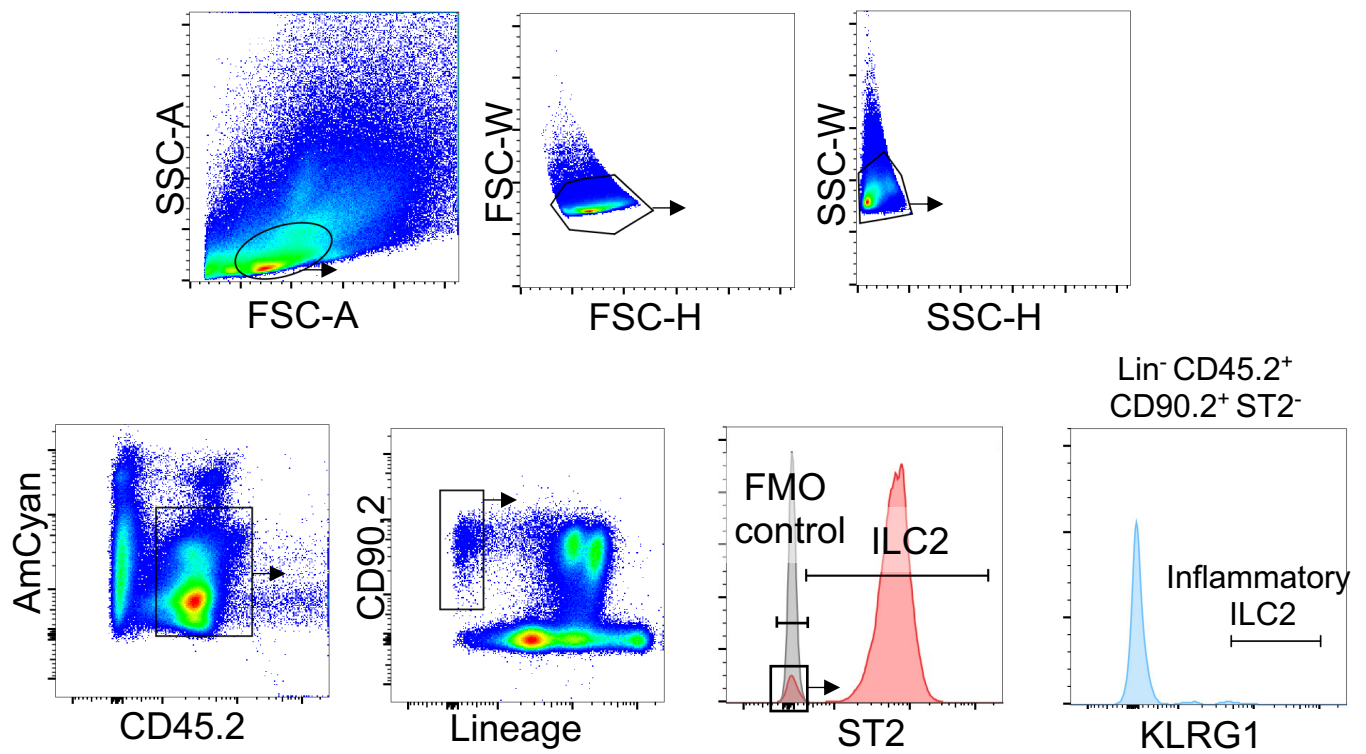 SSC-A
FSC-A
FSC-W
FSC-H
SSC-W
SSC-H
AmCyan
CD45.2
CD90.2
Lineage
FMO
control
ILC2
ST2
Lin⁻ CD45.2⁺
CD90.2⁺ ST2⁻
Inflammatory
ILC2
KLRG1